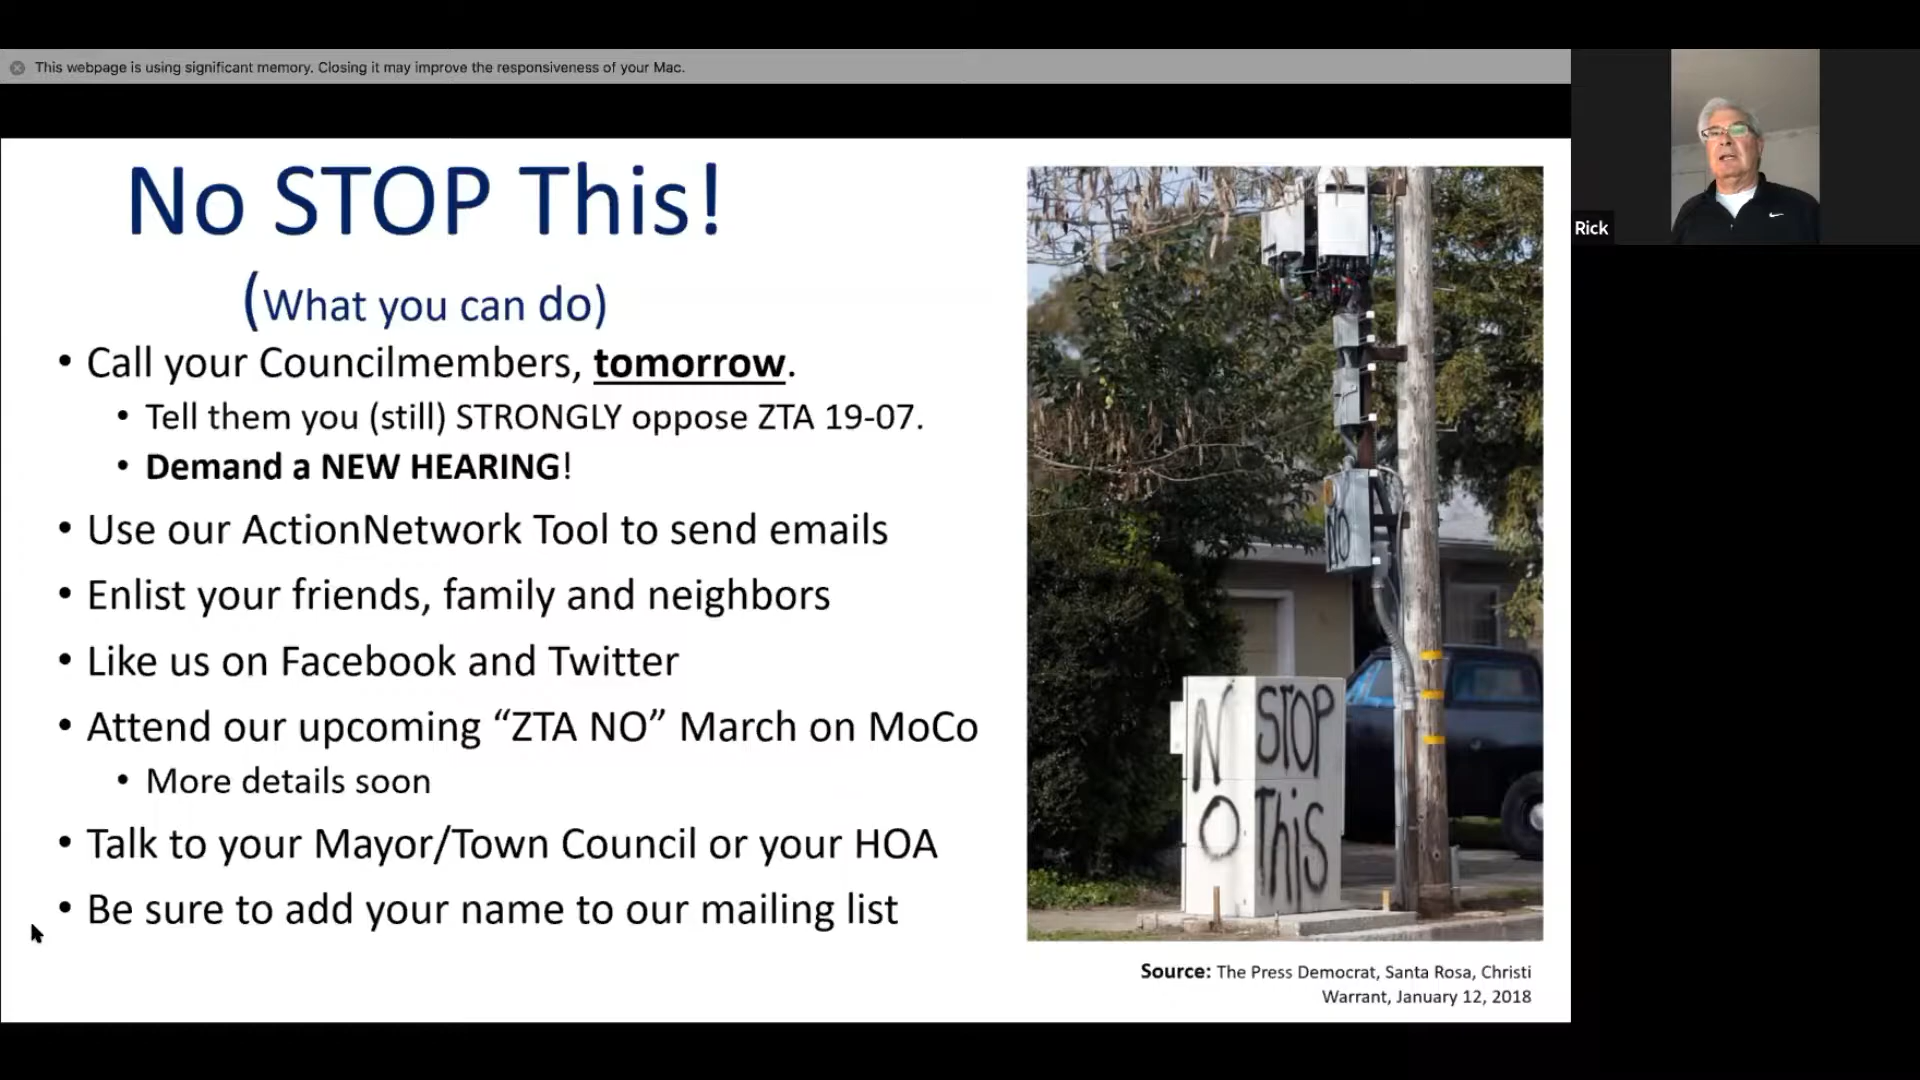 This webpage is using significant memory. Closing it may improve the responsiveness of your Mac.
Rick
No STOP This!
(What you can do)
• Call your Councilmembers, tomorrow.
• Tell them you (still) STRONGLY oppose ZTA 19-07.
• Demand a NEW HEARING!
• Use our ActionNetwork Tool to send emails
• Enlist your friends, family and neighbors
• Like us on Facebook and Twitter
• Attend our upcoming “ZTA NO” March on MoCo
• More details soon
• Talk to your Mayor/Town Council or your HOA
• Be sure to add your name to our mailing list
NO
NO
STOP
This
Source: The Press Democrat, Santa Rosa, Christi
Warrant, January 12, 2018